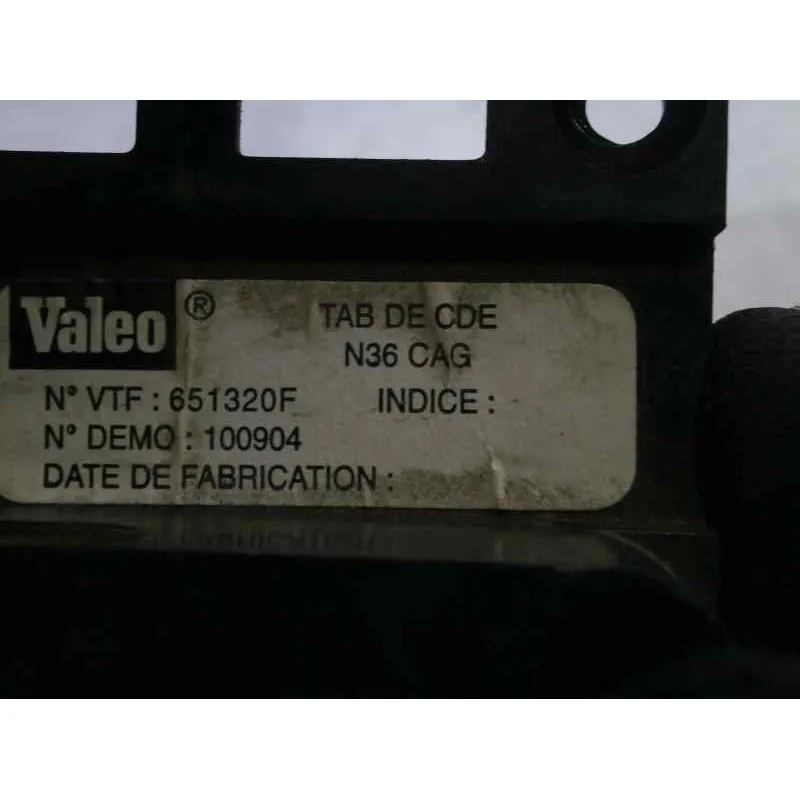 Valeo ® TAB DE CDE
N36 CAG
N° VTF : 651320F INDICE :
N° DEMO : 100904
DATE DE FABRICATION :